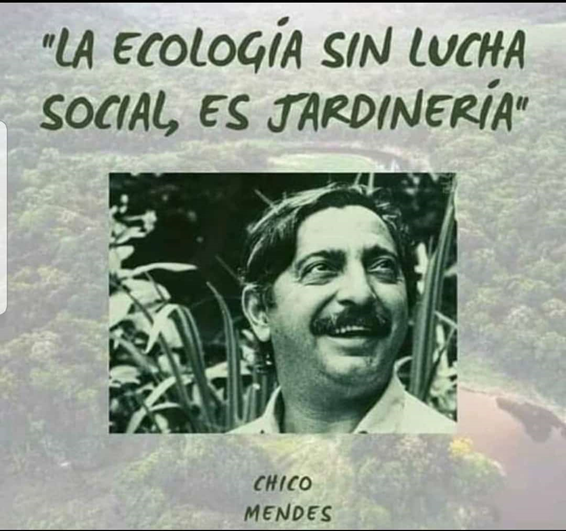 "LA ECOLOGÍA SIN LUCHA
SOCIAL, ES JARDINERÍA"
CHICO
MENDES